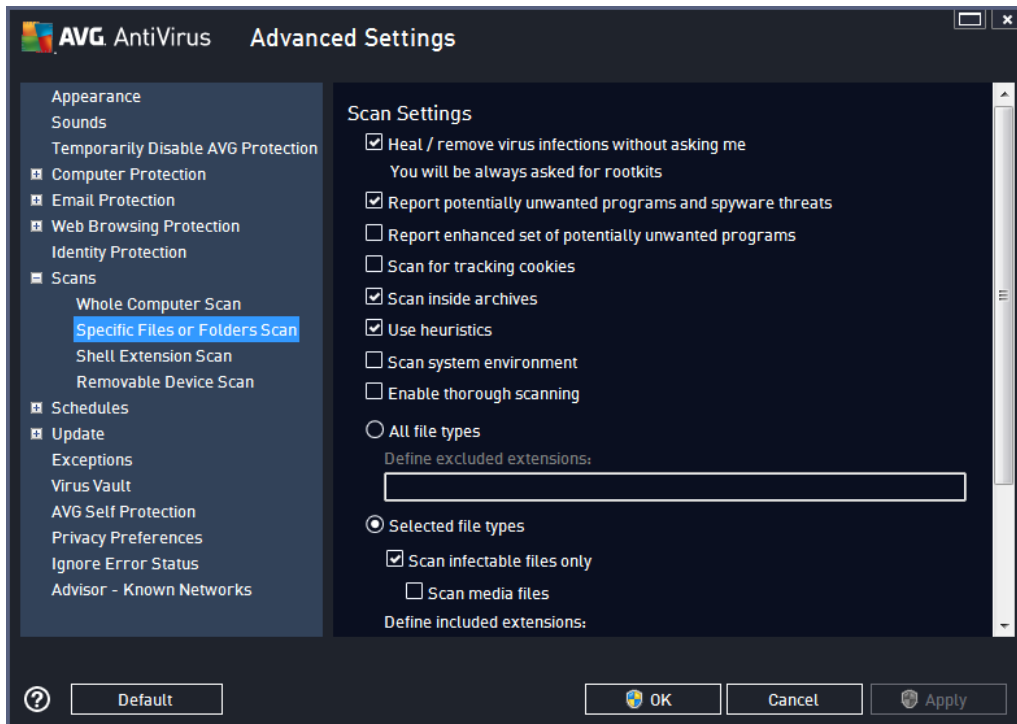 AVG. AntiVirus Advanced Settings
Appearance
Sounds
Temporarily Disable AVG Protection
Computer Protection
Email Protection
Web Browsing Protection
Identity Protection
Scans
Whole Computer Scan
Specific Files or Folders Scan
Shell Extension Scan
Removable Device Scan
Schedules
Update
Exceptions
Virus Vault
AVG Self Protection
Privacy Preferences
Ignore Error Status
Advisor - Known Networks
Scan Settings
Heal / remove virus infections without asking me
You will be always asked for rootkits
Report potentially unwanted programs and spyware threats
Report enhanced set of potentially unwanted programs
Scan for tracking cookies
Scan inside archives
Use heuristics
Scan system environment
Enable thorough scanning
All file types
Define excluded extensions:
Selected file types
Scan infectable files only
Scan media files
Define included extensions:
? Default OK Cancel Apply